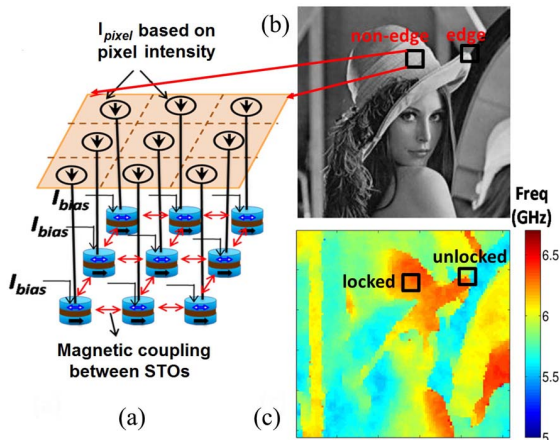 I_pixel based on
pixel intensity
(b)
non-edge
edge
I_bias
I_bias
I_bias
Magnetic coupling
between STOs
(a)
(c)
Freq
(GHz)
locked
unlocked
6.5
6
5.5
5